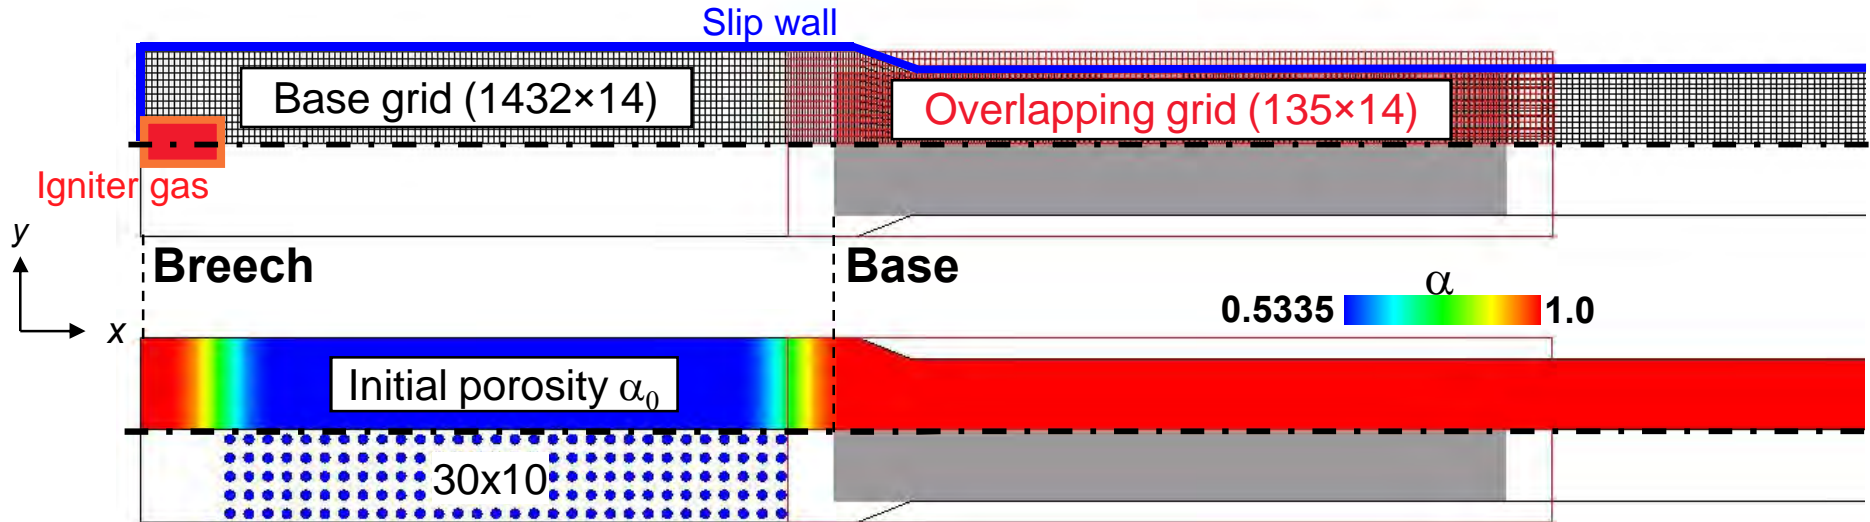 Slip wall
Base grid (1432×14)
Overlapping grid (135×14)
Igniter gas
y
x
Breech
Base
α
0.5335
1.0
Initial porosity α₀
30x10